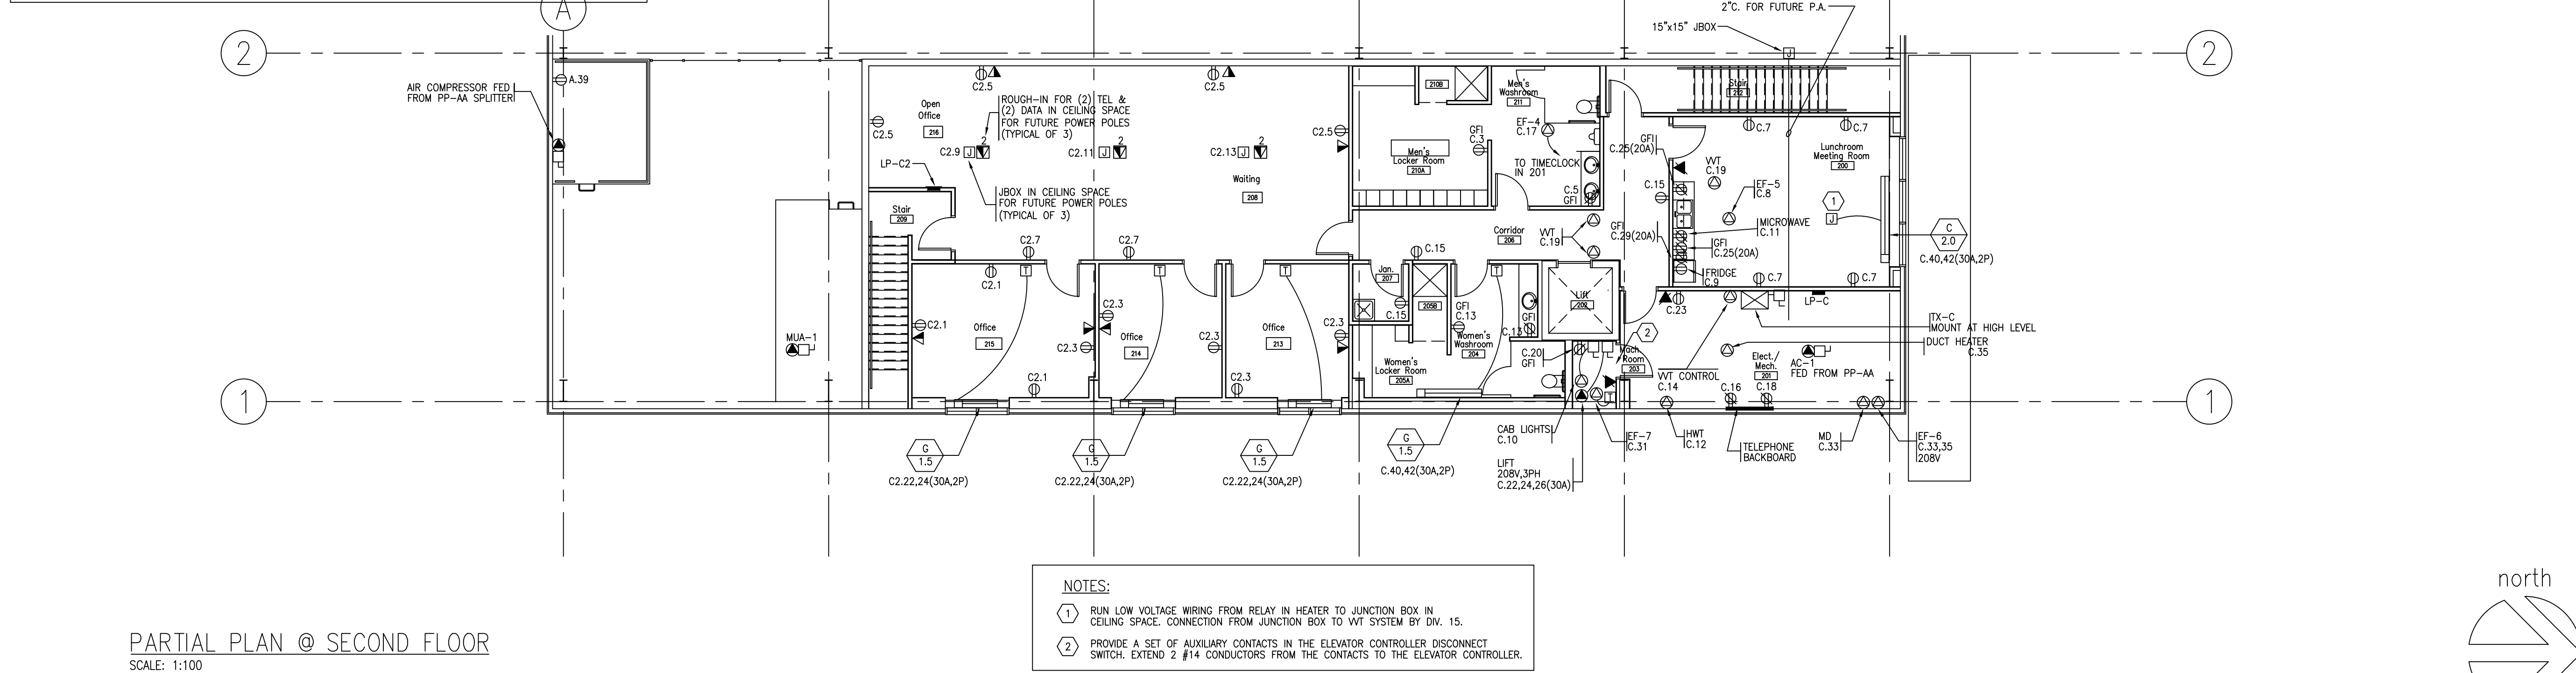 A
2"C. FOR FUTURE P.A.
15"x15" JBOX
J
2
2
A.39
AIR COMPRESSOR FED
FROM PP-AA SPLITTER
C2.5
C2.5
Open
Office
216
C2.5
ROUGH-IN FOR (2) TEL &
(2) DATA IN CEILING SPACE
FOR FUTURE POWER POLES
(TYPICAL OF 3)
2
C2.9
J
2
C2.11
J
2
C2.13
J
C2.5
LP-C2
JBOX IN CEILING SPACE
FOR FUTURE POWER POLES
(TYPICAL OF 3)
Waiting
208
Stair
209
C2.7
C2.7
210B
Men's
Washroom
211
EF-4
C.17
GFI
C.3
Men's
Locker Room
210A
TO TIMECLOCK
IN 201
C.5
GFI
Stair
212
GFI
C.25(20A)
C.7
C.7
Lunchroom
Meeting Room
200
VVT
C.19
C.15
EF-5
C.8
1
J
MICROWAVE
C.11
GFI
C.25(20A)
GFI
C.29(20A)
FRIDGE
C.9
C.7
C.7
C
2.0
C.40,42(30A,2P)
Corridor
206
VVT
C.19
C.15
C2.1
T
C2.1
Office
215
C2.1
C2.3
C2.3
T
Office
214
C2.3
T
Office
213
C2.3
C2.3
Jan.
207
C.15
205B
GFI
C.13
T
GFI
C.13
Women's
Washroom
204
Women's
Locker Room
205A
Lift
202
C.20
GFI
Mach.
Room
203
2
T
C.23
LP-C
TX-C
MOUNT AT HIGH LEVEL
DUCT HEATER
C.35
Elect./
Mech.
201
AC-1
FED FROM PP-AA
VVT CONTROL
C.14
C.16
C.18
MUA-1
1
1
G
1.5
C2.22,24(30A,2P)
G
1.5
C2.22,24(30A,2P)
G
1.5
C2.22,24(30A,2P)
G
1.5
C.40,42(30A,2P)
CAB LIGHTS
C.10
LIFT
208V,3PH
C.22,24,26(30A)
EF-7
C.31
HWT
C.12
TELEPHONE
BACKBOARD
MD
C.33
EF-6
C.33,35
208V
NOTES:
1 RUN LOW VOLTAGE WIRING FROM RELAY IN HEATER TO JUNCTION BOX IN
CEILING SPACE. CONNECTION FROM JUNCTION BOX TO VVT SYSTEM BY DIV. 15.
2 PROVIDE A SET OF AUXILIARY CONTACTS IN THE ELEVATOR CONTROLLER DISCONNECT
SWITCH. EXTEND 2 #14 CONDUCTORS FROM THE CONTACTS TO THE ELEVATOR CONTROLLER.
PARTIAL PLAN @ SECOND FLOOR
SCALE: 1:100
north